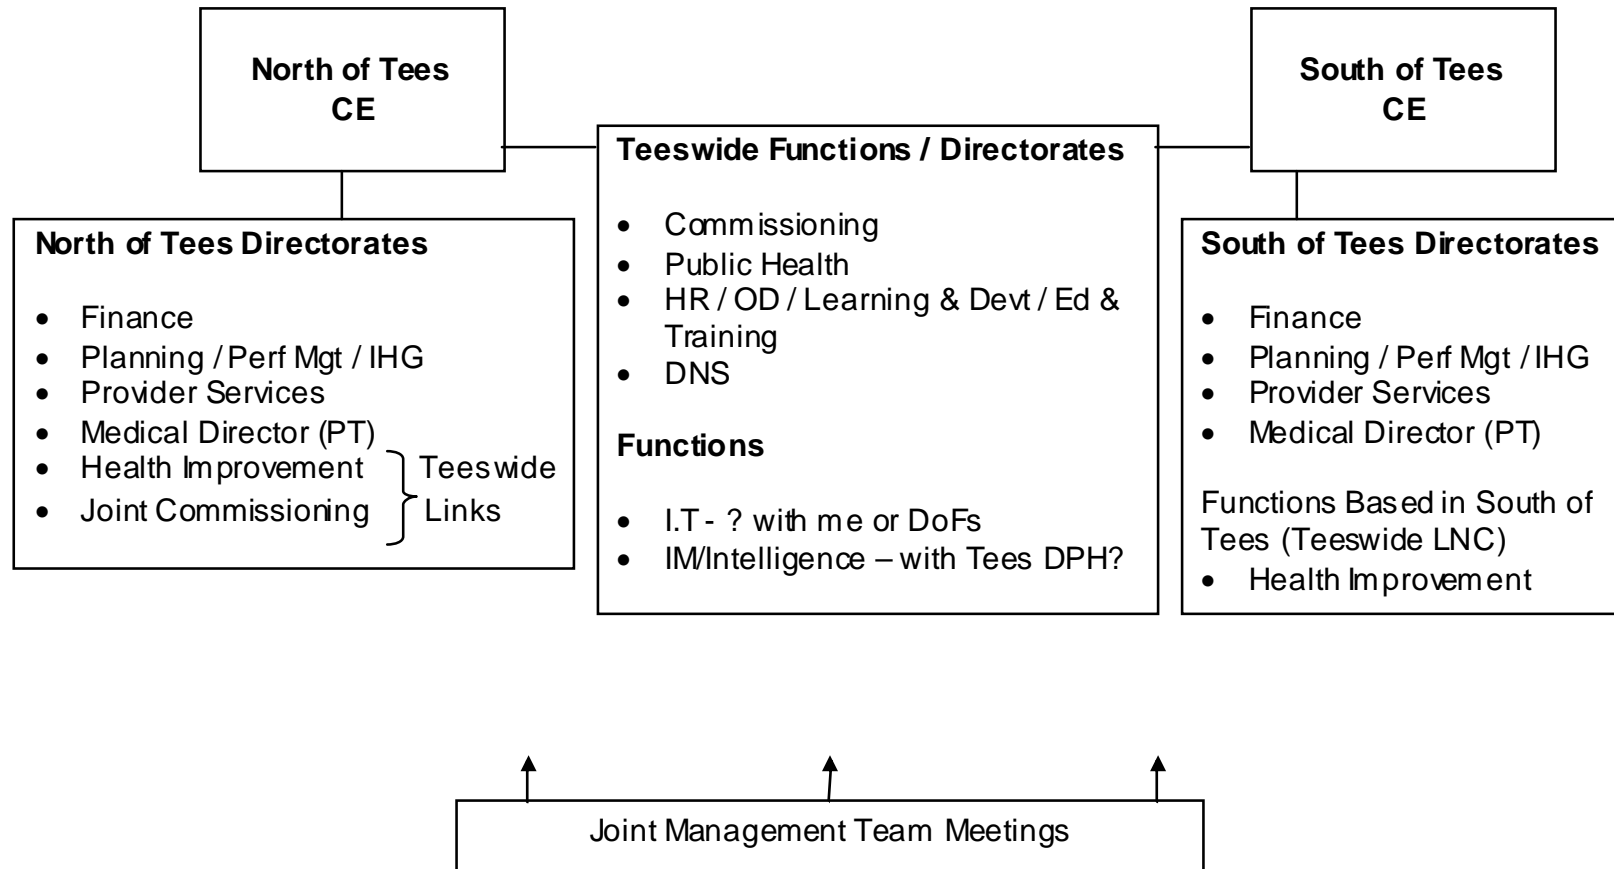 North of Tees
CE
South of Tees
CE
Teeswide Functions / Directorates
• Commissioning
• Public Health
• HR / OD / Learning & Devt / Ed &
Training
• DNS
Functions
• I.T - ? with me or DoFs
• IM/Intelligence – with Tees DPH?
North of Tees Directorates
• Finance
• Planning / Perf Mgt / IHG
• Provider Services
• Medical Director (PT)
• Health Improvement
• Joint Commissioning
Teeswide
Links
South of Tees Directorates
• Finance
• Planning / Perf Mgt / IHG
• Provider Services
• Medical Director (PT)
Functions Based in South of
Tees (Teeswide LNC)
• Health Improvement
Joint Management Team Meetings